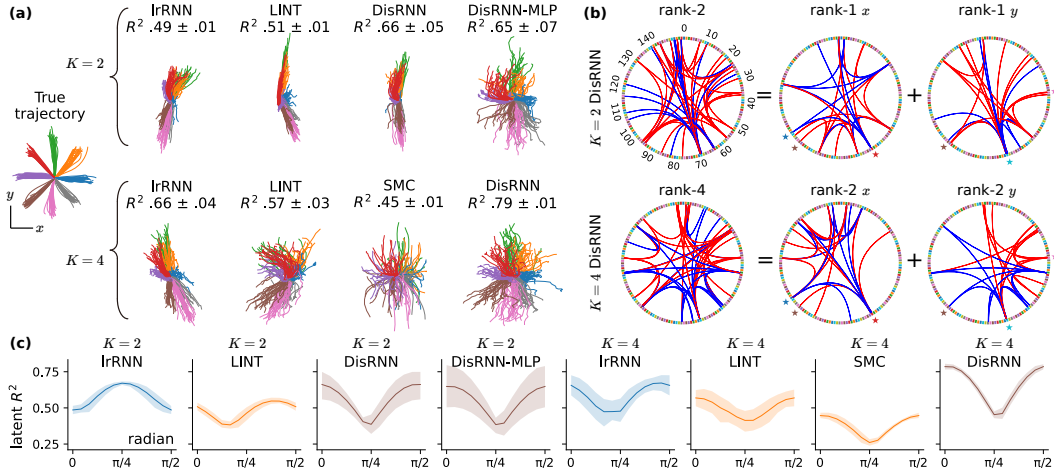 (a)
lrRNN
R² .49 ± .01
LINT
R² .51 ± .01
DisRNN
R² .66 ± .05
DisRNN-MLP
R² .65 ± .07
K = 2
True
trajectory
y
x
lrRNN
R² .66 ± .04
LINT
R² .57 ± .03
SMC
R² .45 ± .01
DisRNN
R² .79 ± .01
K = 4
(b)
rank-2
rank-1 x
rank-1 y
K = 2 DisRNN
0
10
20
30
40
50
60
70
80
90
100
110
120
130
140
=
+
rank-4
rank-2 x
rank-2 y
K = 4 DisRNN
=
+
(c)
K = 2
lrRNN
K = 2
LINT
K = 2
DisRNN
K = 2
DisRNN-MLP
K = 4
lrRNN
K = 4
LINT
K = 4
SMC
K = 4
DisRNN
latent R²
0.75
0.50
0.25
radian
0 π/4 π/2
0 π/4 π/2
0 π/4 π/2
0 π/4 π/2
0 π/4 π/2
0 π/4 π/2
0 π/4 π/2
0 π/4 π/2